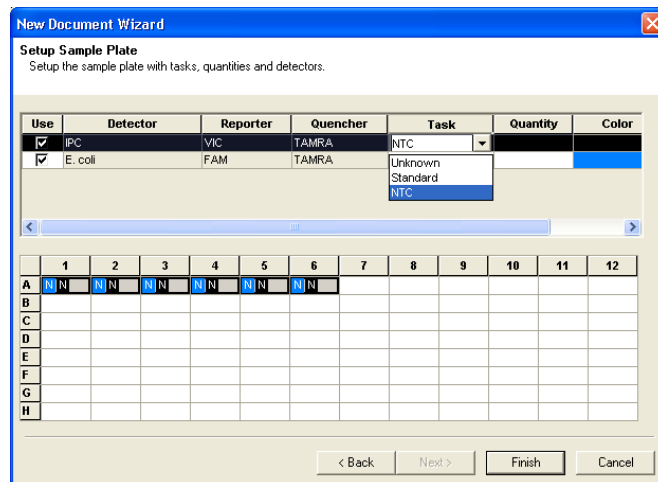 New Document Wizard
Setup Sample Plate
Setup the sample plate with tasks, quantities and detectors.
Use Detector Reporter Quencher Task Quantity Color
IPC VIC TAMRA NTC
E. coli FAM TAMRA
Unknown
Standard
NTC
1 2 3 4 5 6 7 8 9 10 11 12
A N N N N N N N N N N N N
B
C
D
E
F
G
H
< Back Next > Finish Cancel